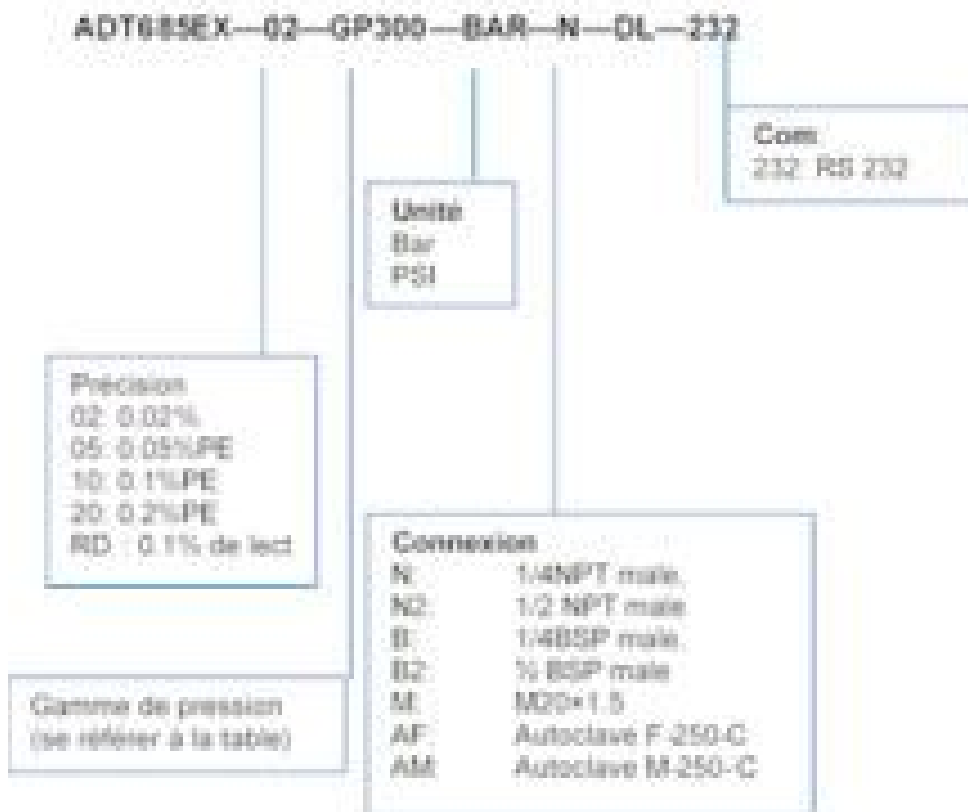 ADT685EX—02—GP300—BAR—N—DL—232
Com
232: RS 232
Unité
Bar
PSI
Précision
02: 0.02%
05: 0.05%PE
10: 0.1%PE
20: 0.2%PE
RD : 0.1% de lect
Connexion
N: 1/4NPT male.
N2: 1/2 NPT male
B: 1/4BSP male.
B2: ½ BSP male
M: M20×1.5
AF: Autoclave F-250-C
AM: Autoclave M-250-C
Gamme de pression
(se référer à la table)